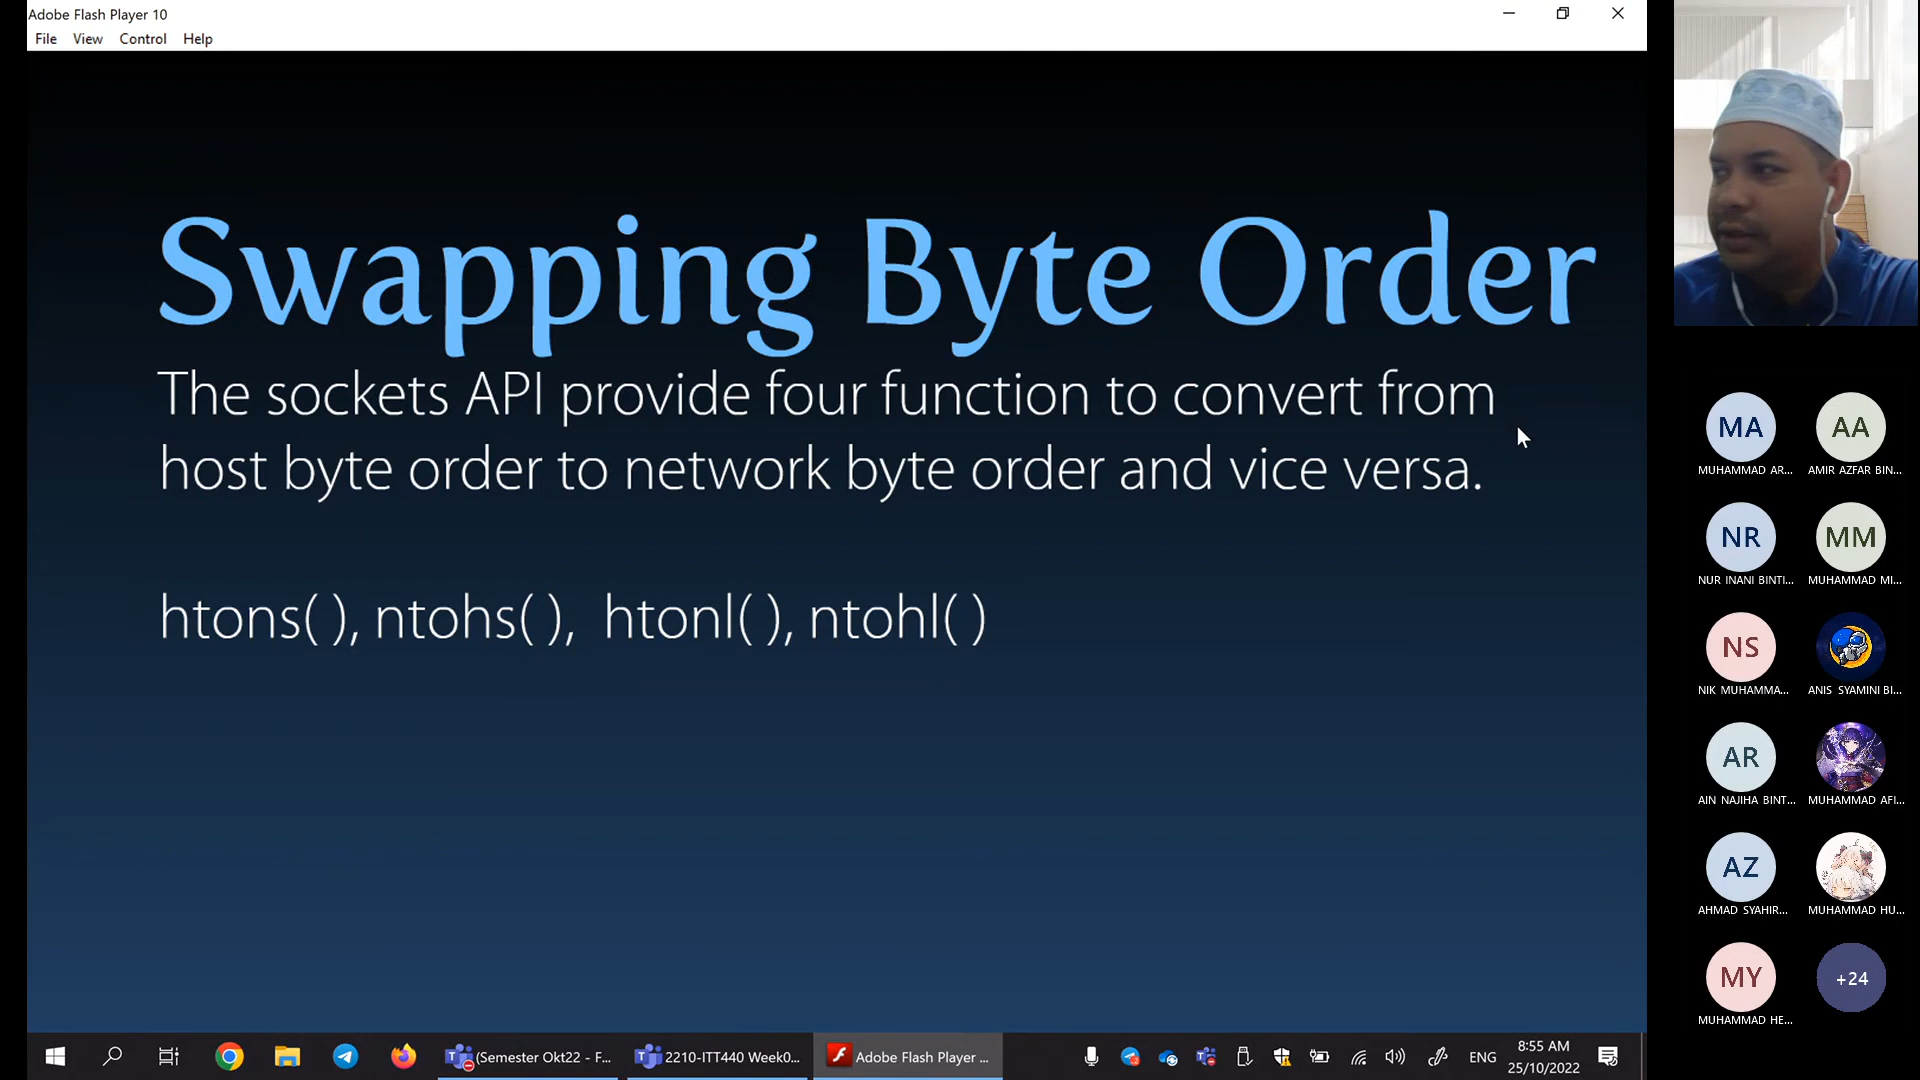 Adobe Flash Player 10
File View Control Help
Swapping Byte Order
The sockets API provide four function to convert from
host byte order to network byte order and vice versa.
htons( ), ntohs( ), htonl( ), ntohl( )
MA AA
MUHAMMAD AR... AMIR AZFAR BIN...
NR MM
NUR INANI BINTI... MUHAMMAD MI...
NS
NIK MUHAMMA... ANIS SYAMINI BI...
AR
AIN NAJIHA BINT... MUHAMMAD AFI...
AZ
AHMAD SYAHIR... MUHAMMAD HU...
MY +24
MUHAMMAD HE...
(Semester Okt22 - F... 2210-ITT440 Week0... Adobe Flash Player ... ENG 8:55 AM
25/10/2022